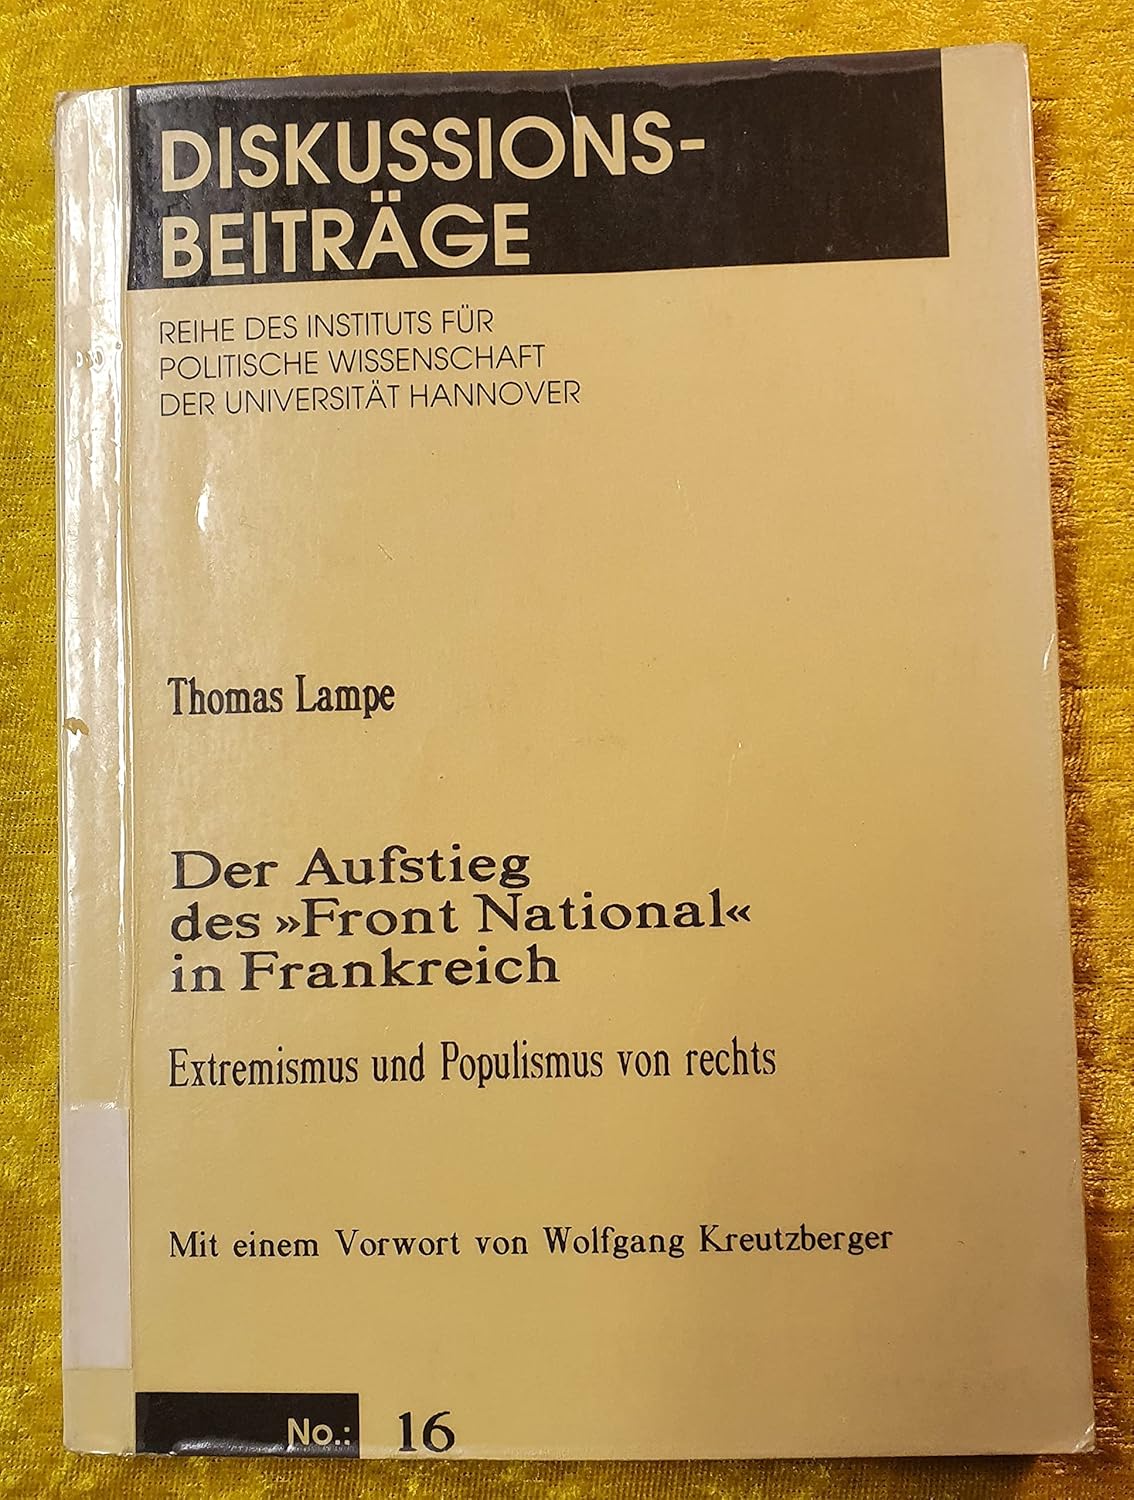 DISKUSSIONS-
BEITRÄGE
REIHE DES INSTITUTS FÜR
POLITISCHE WISSENSCHAFT
DER UNIVERSITÄT HANNOVER
Thomas Lampe
Der Aufstieg
des »Front National«
in Frankreich
Extremismus und Populismus von rechts
Mit einem Vorwort von Wolfgang Kreutzberger
No.: 16